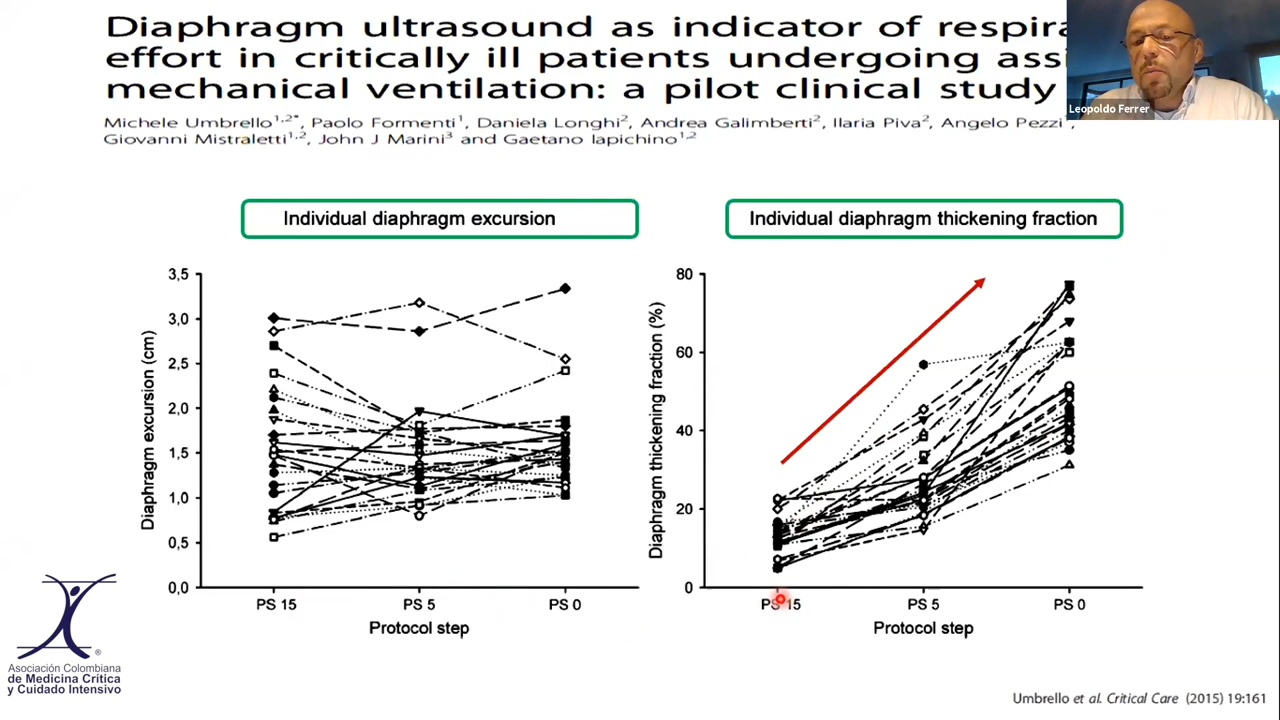 Diaphragm ultrasound as indicator of
effort in critically ill patients undergoing
mechanical ventilation: a pilot clinical study
Leopoldo Ferrer
Michele Umbrello1,2*, Paolo Formenti1, Daniela Longhi2, Andrea Galimberti2, Ilaria Piva2, Angelo Pezzi
Giovanni Mistraletti1,2, John J Marini3 and Gaetano Iapichino1,2
Individual diaphragm excursion
Individual diaphragm thickening fraction
Diaphragm excursion (cm)
3,5
3,0
2,5
2,0
1,5
1,0
0,5
0,0
PS 15
PS 5
PS 0
Protocol step
Diaphragm thickening fraction (%)
80
60
40
20
0
PS 15
PS 5
PS 0
Protocol step
®
Asociación Colombiana
de Medicina Crítica
y Cuidado Intensivo
Umbrello et al. Critical Care (2015) 19:161